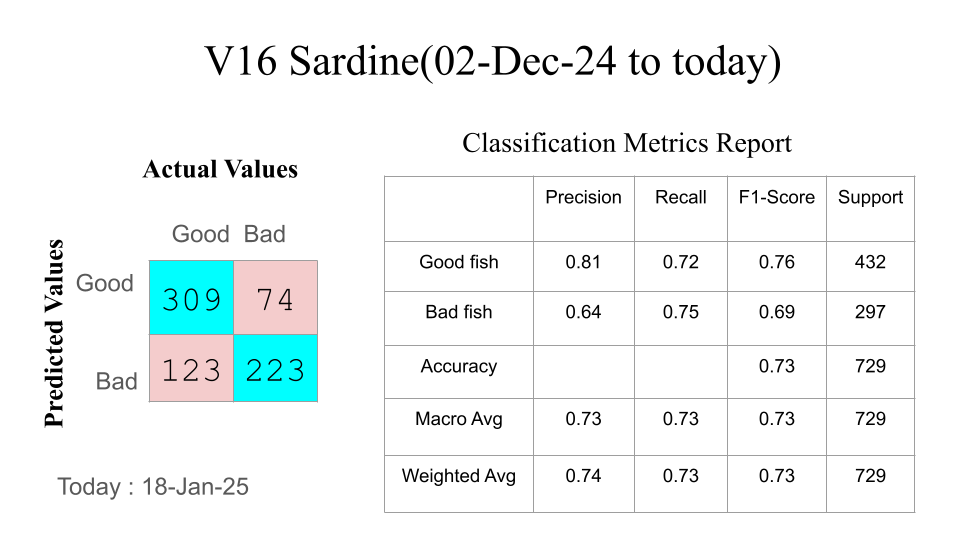 V16 Sardine(02-Dec-24 to today)
Classification Metrics Report
Actual Values
Good Bad
Predicted Values
Good 309 74
Bad 123 223
Precision Recall F1-Score Support
Good fish 0.81 0.72 0.76 432
Bad fish 0.64 0.75 0.69 297
Accuracy 0.73 729
Macro Avg 0.73 0.73 0.73 729
Weighted Avg 0.74 0.73 0.73 729
Today : 18-Jan-25